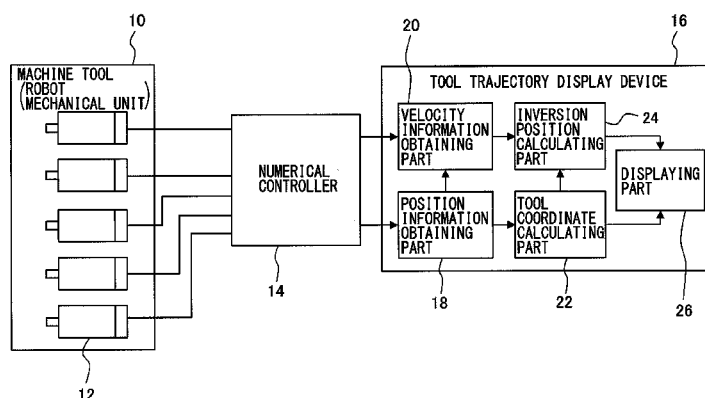 10
20
16
MACHINE TOOL
(ROBOT
MECHANICAL UNIT)
TOOL TRAJECTORY DISPLAY DEVICE
VELOCITY
INFORMATION
OBTAINING
PART
INVERSION
POSITION
CALCULATING
PART
24
NUMERICAL
CONTROLLER
DISPLAYING
PART
POSITION
INFORMATION
OBTAINING
PART
TOOL
COORDINATE
CALCULATING
PART
14
18
22
26
12